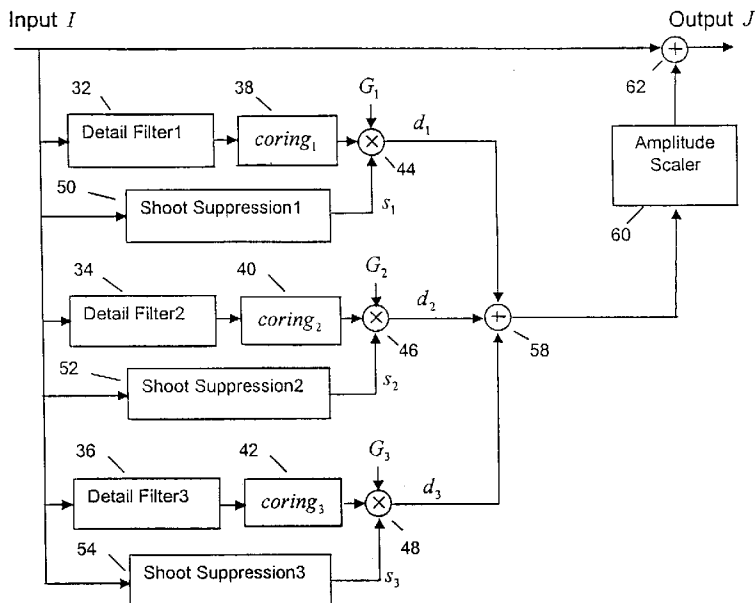 Input I
Output J
62
32
38
G₁
d₁
Detail Filter1
coring₁
44
Amplitude Scaler
50
Shoot Suppression1
s₁
60
34
40
G₂
d₂
Detail Filter2
coring₂
46
58
52
Shoot Suppression2
s₂
36
42
G₃
d₃
Detail Filter3
coring₃
48
54
Shoot Suppression3
s₃